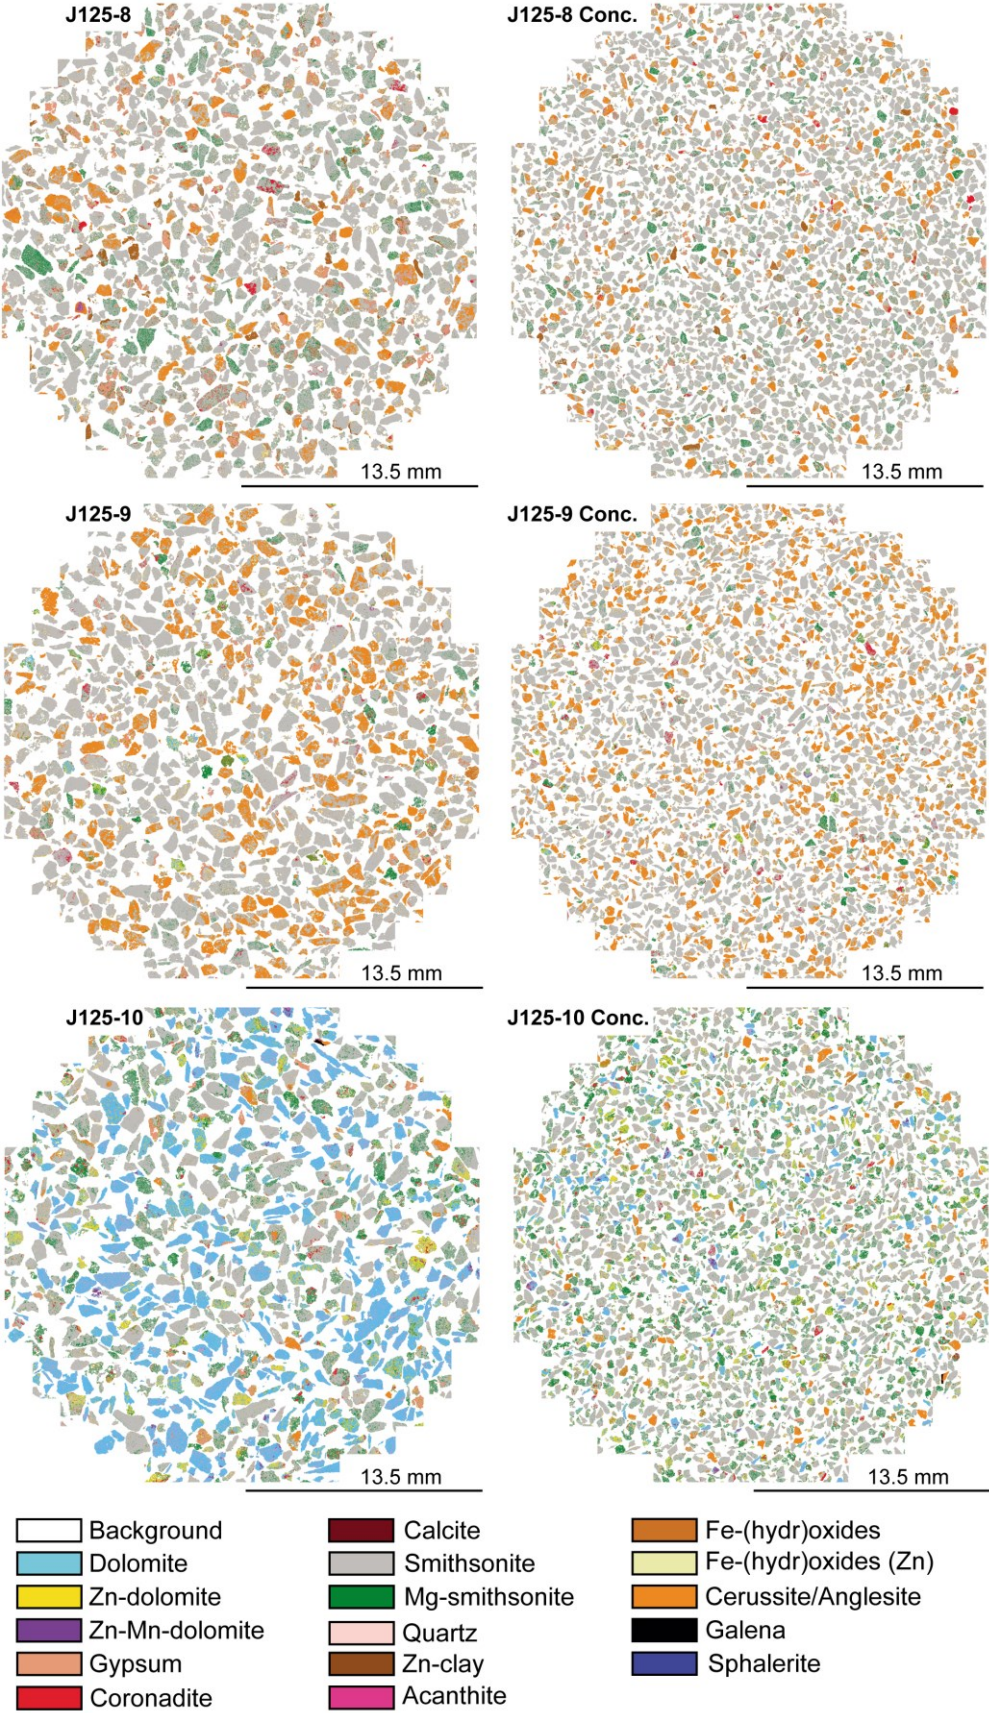 J125-8
J125-8 Conc.
13.5 mm
13.5 mm
J125-9
J125-9 Conc.
13.5 mm
13.5 mm
J125-10
J125-10 Conc.
13.5 mm
13.5 mm
Background
Dolomite
Zn-dolomite
Zn-Mn-dolomite
Gypsum
Coronadite
Calcite
Smithsonite
Mg-smithsonite
Quartz
Zn-clay
Acanthite
Fe-(hydr)oxides
Fe-(hydr)oxides (Zn)
Cerussite/Anglesite
Galena
Sphalerite